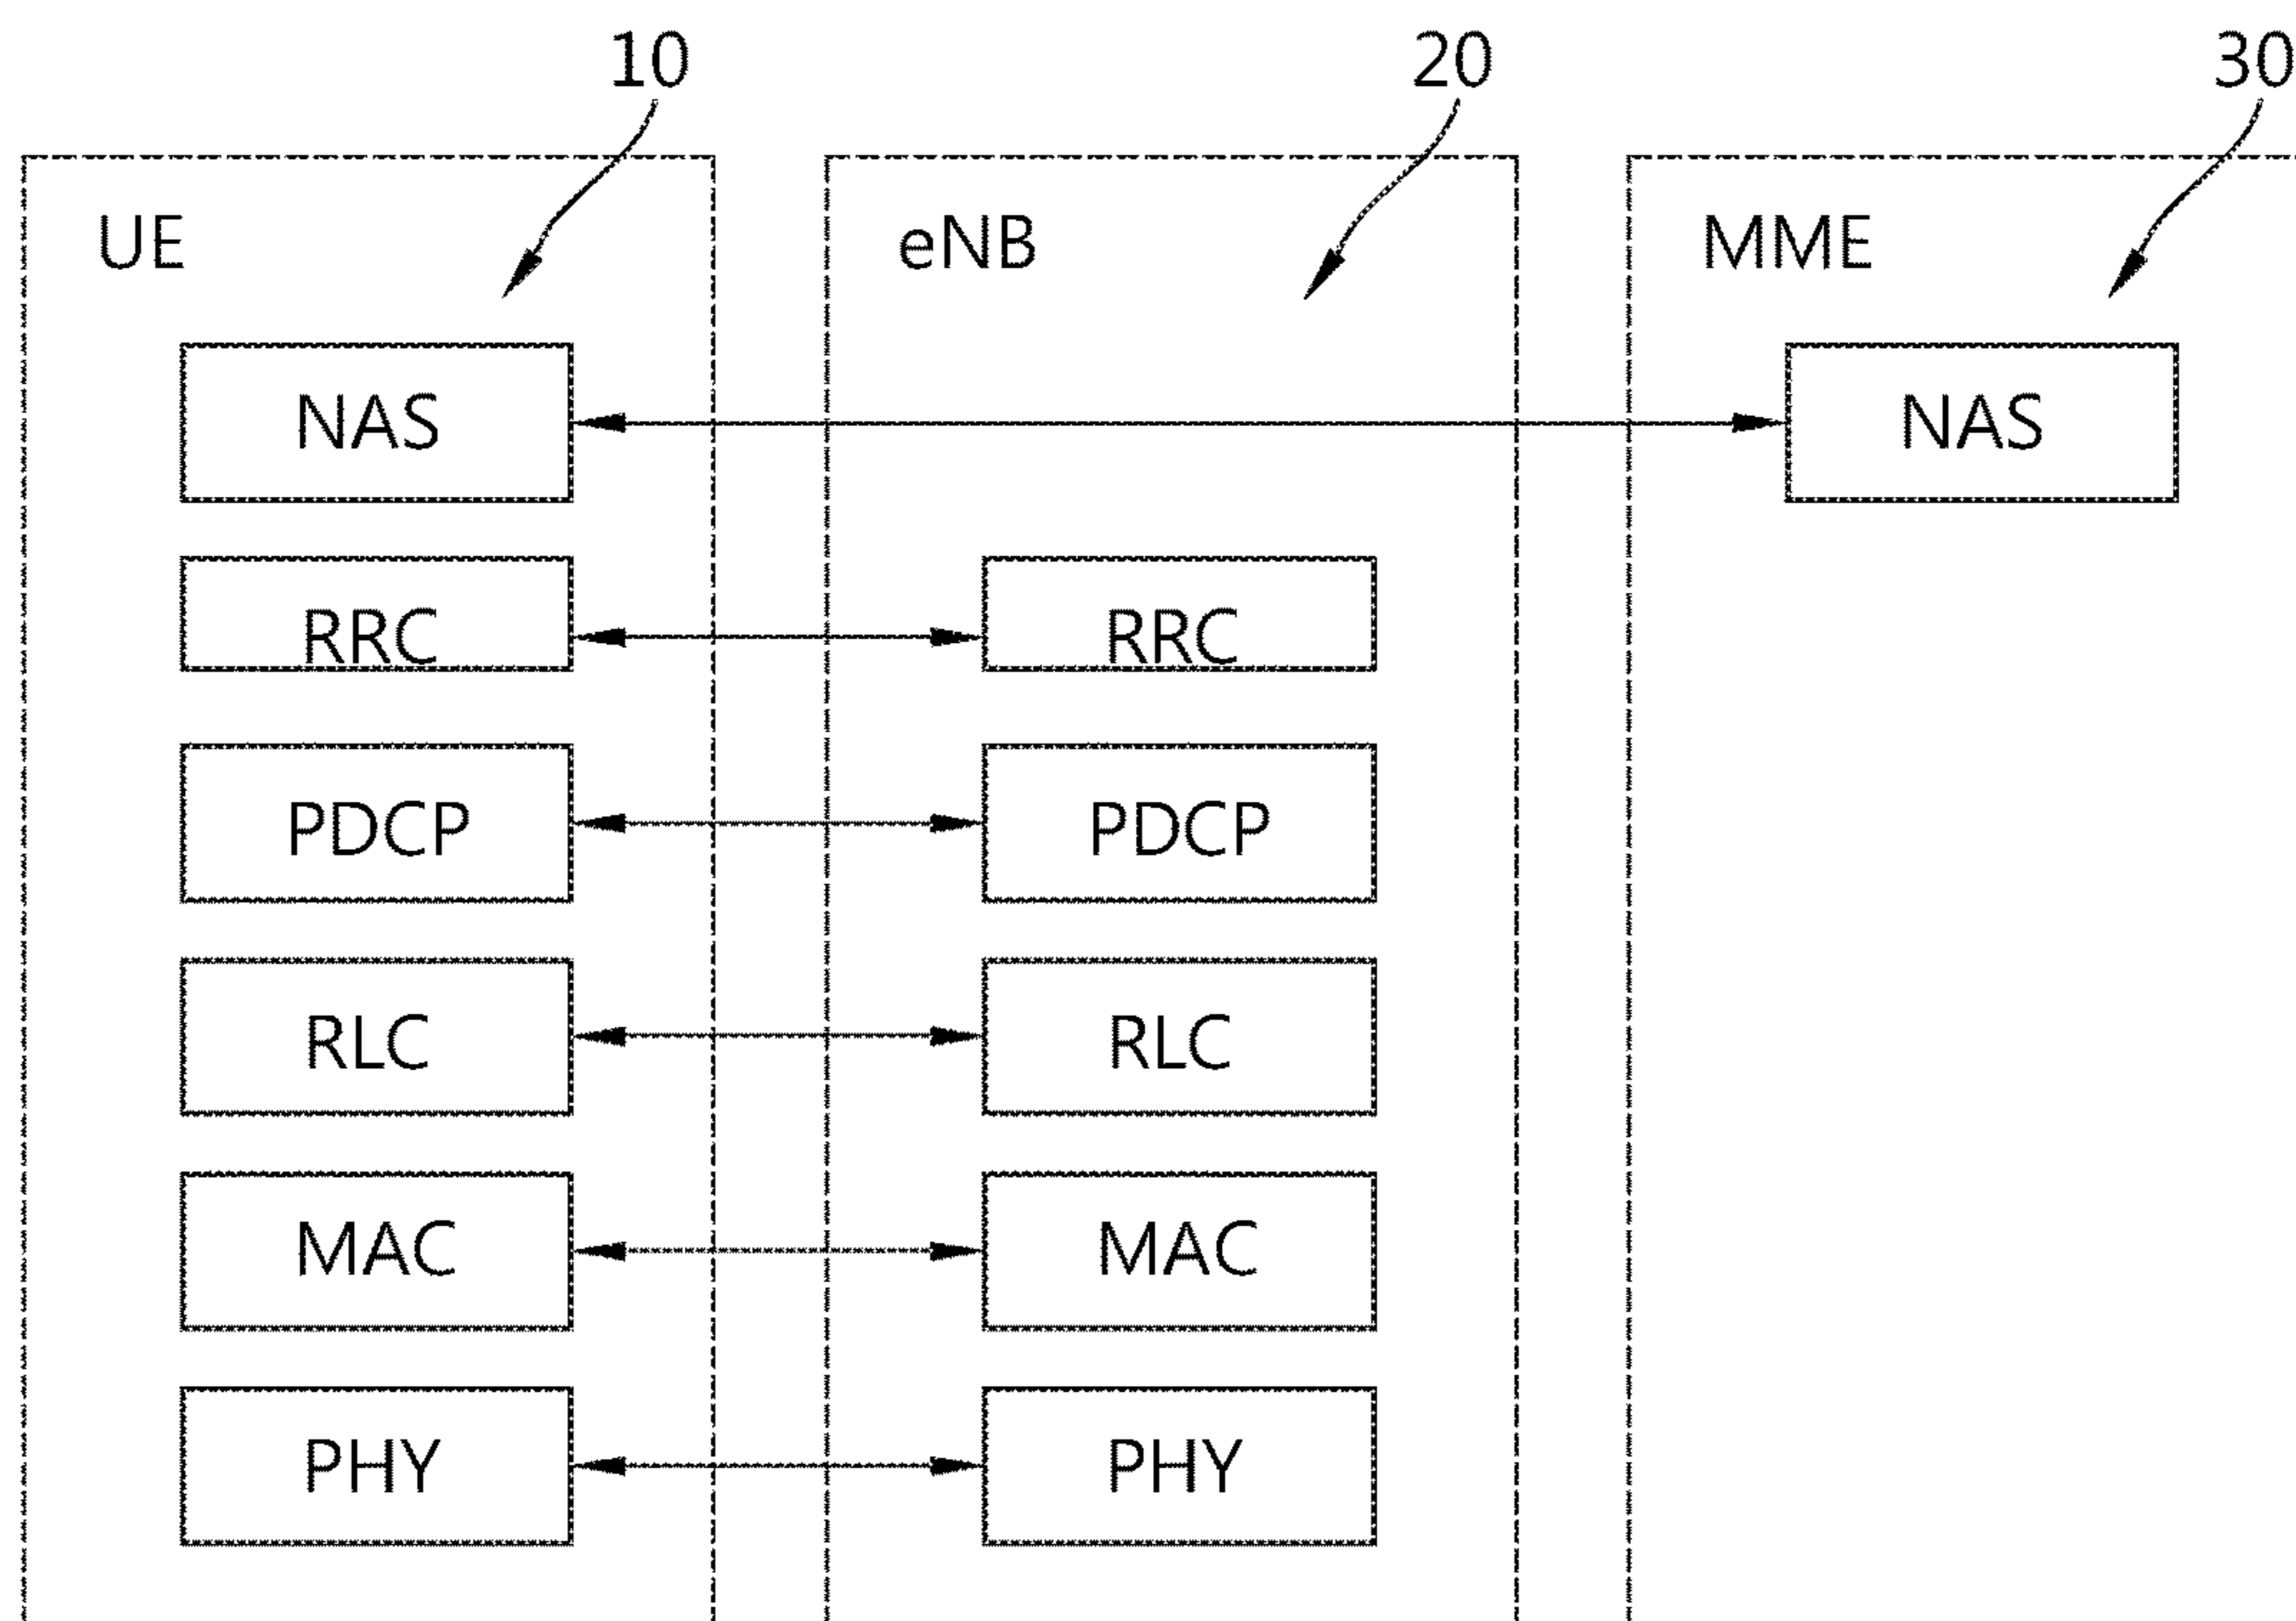 10 20 30
UE eNB MME
NAS NAS
RRC RRC
PDCP PDCP
RLC RLC
MAC MAC
PHY PHY